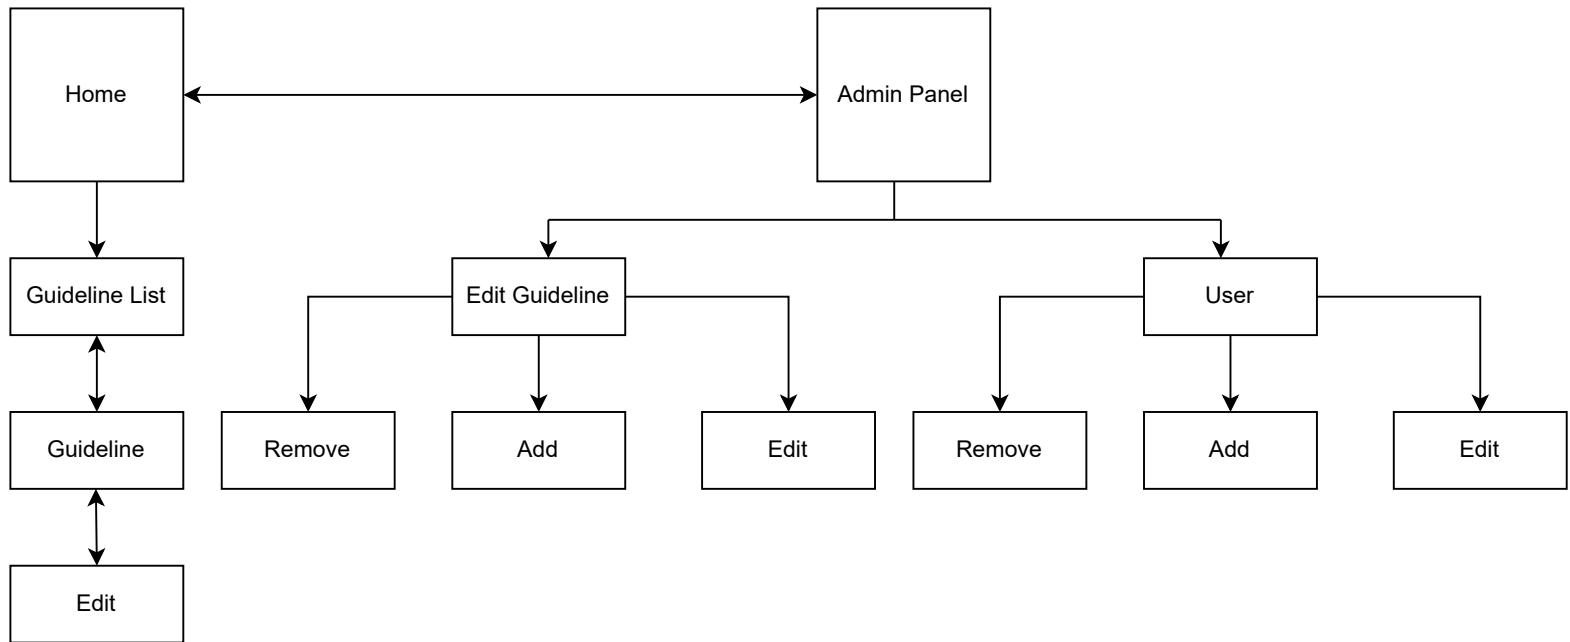 Home
Admin Panel
Guideline List
Edit Guideline
User
Guideline
Remove
Add
Edit
Remove
Add
Edit
Edit